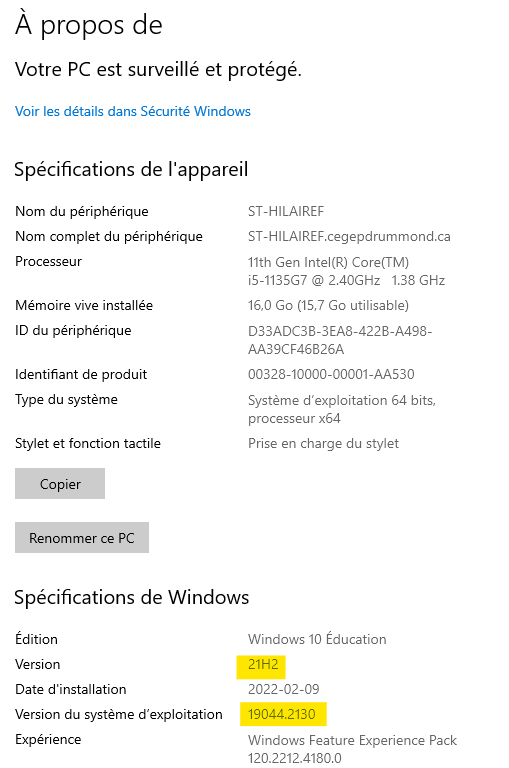 À propos de
Votre PC est surveillé et protégé.
Voir les détails dans Sécurité Windows
Spécifications de l'appareil
Nom du périphérique ST-HILAIREF
Nom complet du périphérique ST-HILAIREF.cegepdrummond.ca
Processeur 11th Gen Intel(R) Core(TM)
i5-1135G7 @ 2.40GHz 1.38 GHz
Mémoire vive installée 16,0 Go (15,7 Go utilisable)
ID du périphérique D33ADC3B-3EA8-422B-A498-
AA39CF46B26A
Identifiant de produit 00328-10000-00001-AA530
Type du système Système d’exploitation 64 bits,
processeur x64
Stylet et fonction tactile Prise en charge du stylet
Copier
Renommer ce PC
Spécifications de Windows
Édition Windows 10 Éducation
Version 21H2
Date d'installation 2022-02-09
Version du système d’exploitation 19044.2130
Expérience Windows Feature Experience Pack
120.2212.4180.0